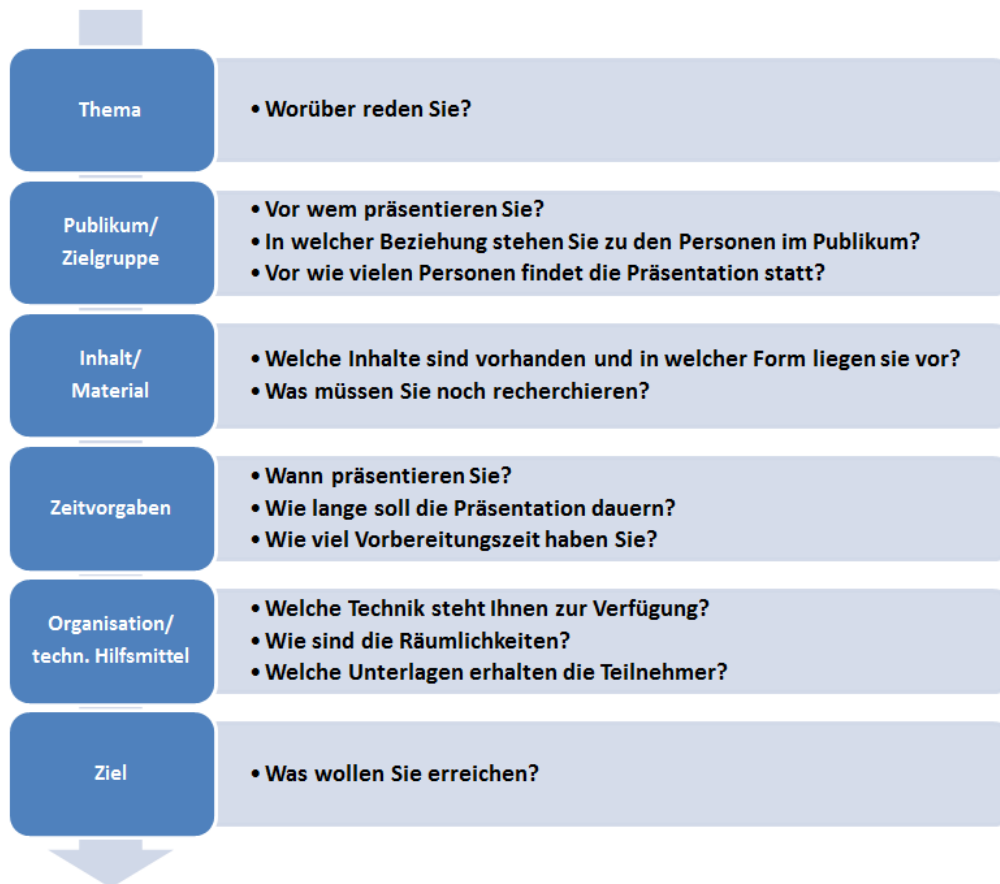 Thema
• Worüber reden Sie?
Publikum/
Zielgruppe
• Vor wem präsentieren Sie?
• In welcher Beziehung stehen Sie zu den Personen im Publikum?
• Vor wie vielen Personen findet die Präsentation statt?
Inhalt/
Material
• Welche Inhalte sind vorhanden und in welcher Form liegen sie vor?
• Was müssen Sie noch recherchieren?
Zeitvorgaben
• Wann präsentieren Sie?
• Wie lange soll die Präsentation dauern?
• Wie viel Vorbereitungszeit haben Sie?
Organisation/
techn. Hilfsmittel
• Welche Technik steht Ihnen zur Verfügung?
• Wie sind die Räumlichkeiten?
• Welche Unterlagen erhalten die Teilnehmer?
Ziel
• Was wollen Sie erreichen?